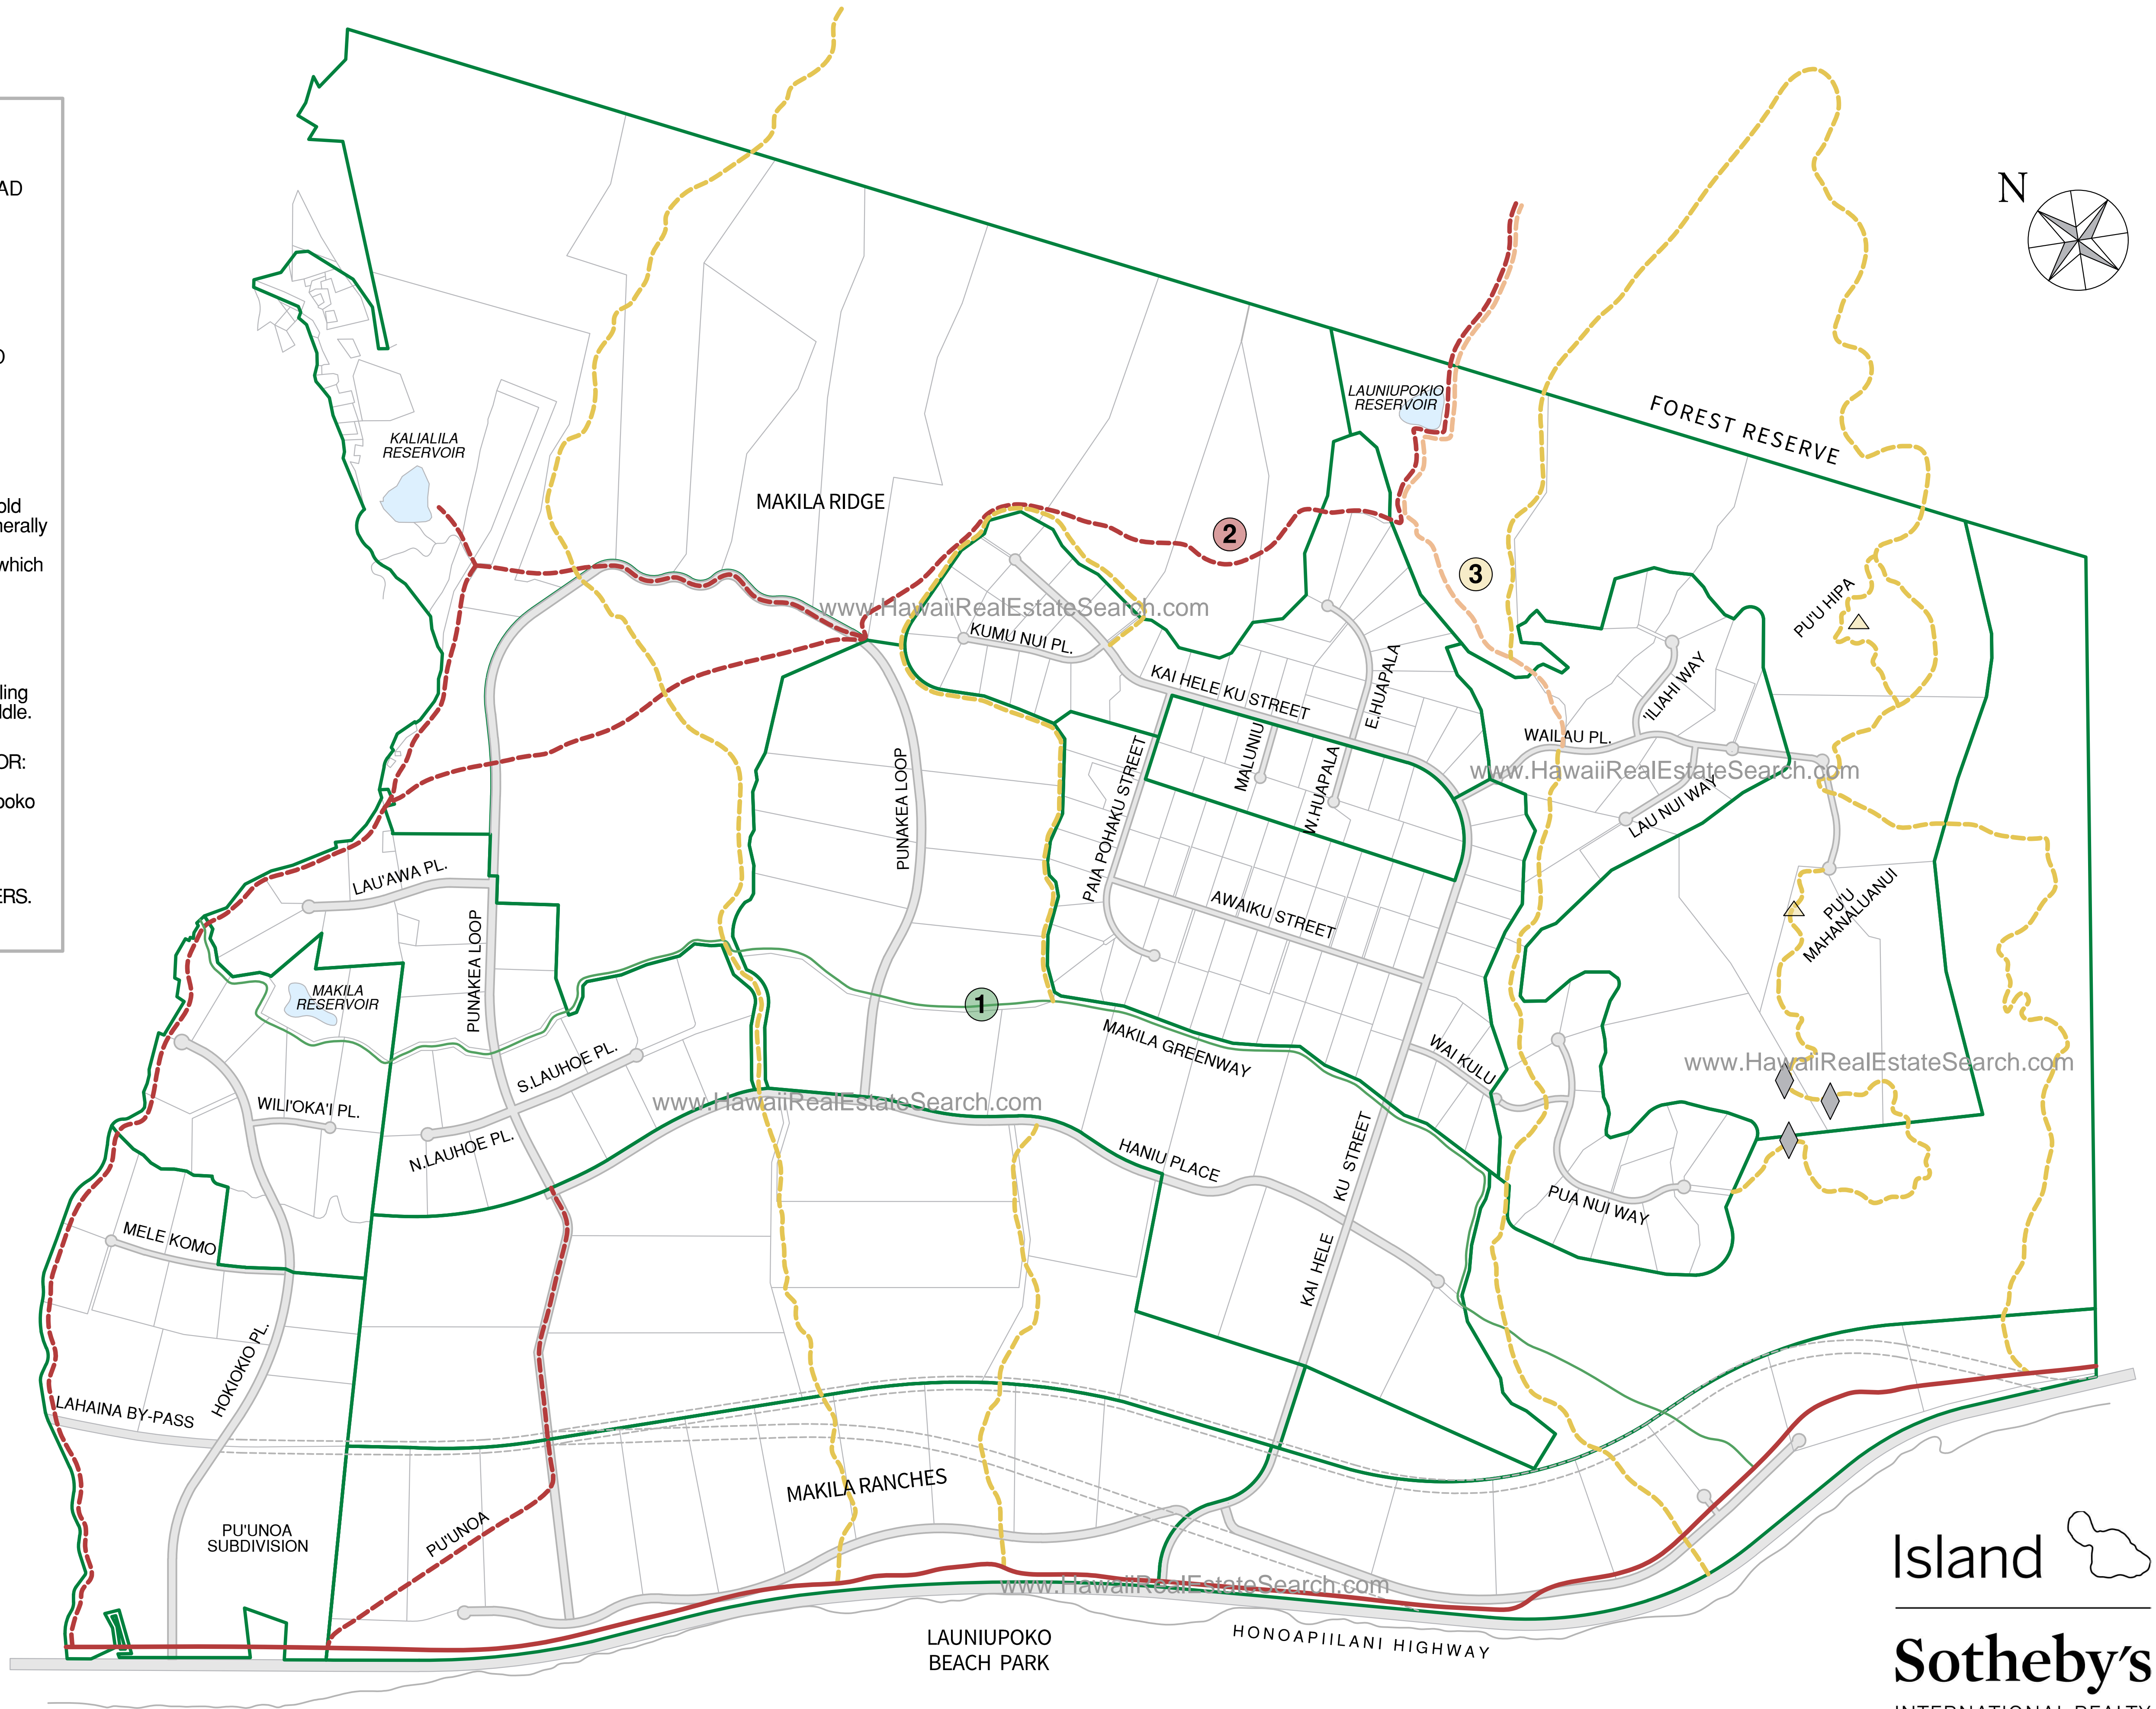 AD
O
old
nerally
which
ling
ddle.
OR:
poko
ERS.
N
KALIALILA
RESERVOIR
MAKILA RIDGE
LAUNIUPOKIO
RESERVOIR
FOREST RESERVE
2
3
www.HawaiiRealEstateSearch.com
KUMU NUI PL.
KAI HELE KU STREET
E.HUAPALA
PU'U HIPA
'ILIAHI WAY
WAILAU PL.
www.HawaiiRealEstateSearch.com
LAU NUI WAY
MALUNIU
W.HUAPALA
PAIA POHAKU STREET
PUNAKEA LOOP
AWAIKU STREET
PU'U
MAHANALUANUI
LAU'AWA PL.
PUNAKEA LOOP
MAKILA
RESERVOIR
1
MAKILA GREENWAY
WAI KULU
www.HawaiiRealEstateSearch.com
S.LAUHOE PL.
WILI'OKA'I PL.
N.LAUHOE PL.
www.HawaiiRealEstateSearch.com
HANIU PLACE
KAI HELE KU STREET
PUA NUI WAY
MELE KOMO
HOKIOKIO PL.
LAHAINA BY-PASS
MAKILA RANCHES
PU'UNOA
SUBDIVISION
PU'UNOA
www.HawaiiRealEstateSearch.com
LAUNIUPOKO
BEACH PARK
HONOAPIILANI HIGHWAY
Island
Sotheby's
INTERNATIONAL REALTY